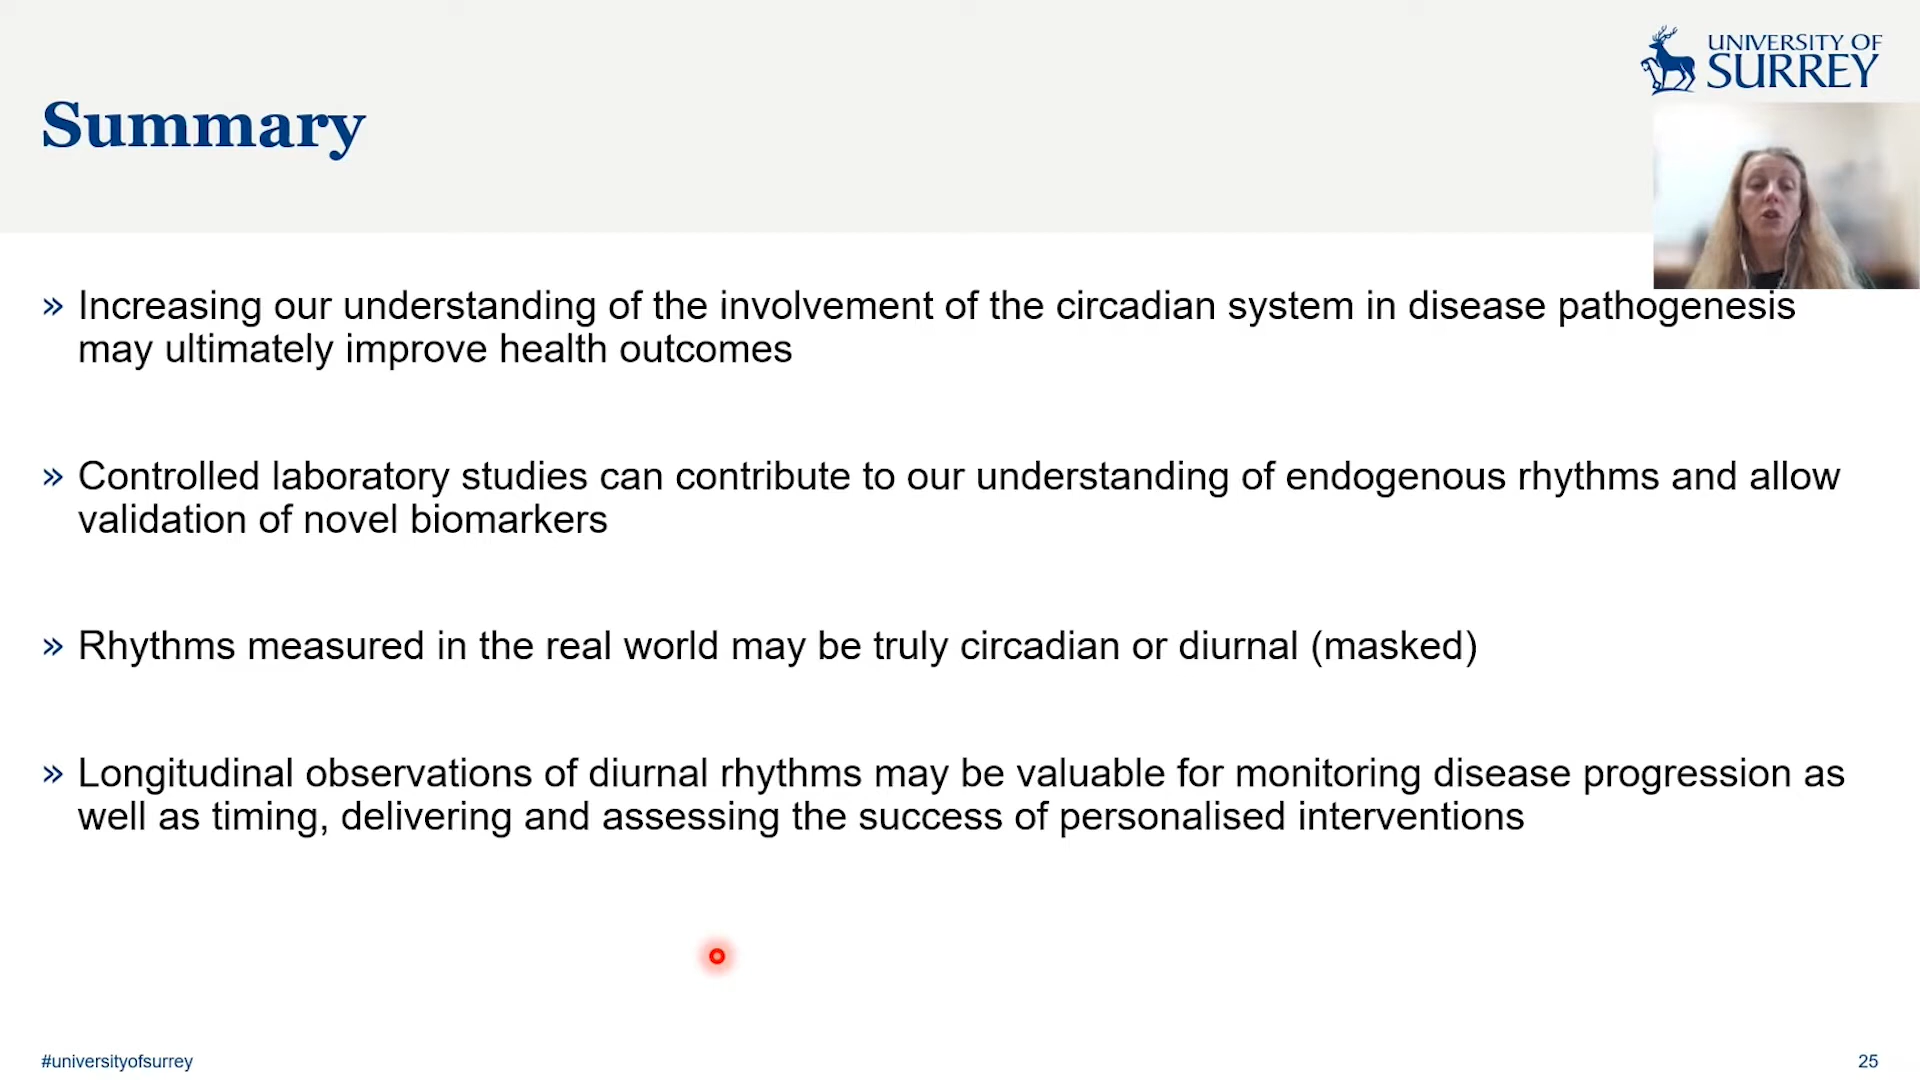 UNIVERSITY OF
SURREY
Summary
» Increasing our understanding of the involvement of the circadian system in disease pathogenesis
may ultimately improve health outcomes
» Controlled laboratory studies can contribute to our understanding of endogenous rhythms and allow
validation of novel biomarkers
» Rhythms measured in the real world may be truly circadian or diurnal (masked)
» Longitudinal observations of diurnal rhythms may be valuable for monitoring disease progression as
well as timing, delivering and assessing the success of personalised interventions
#universityofsurrey
25